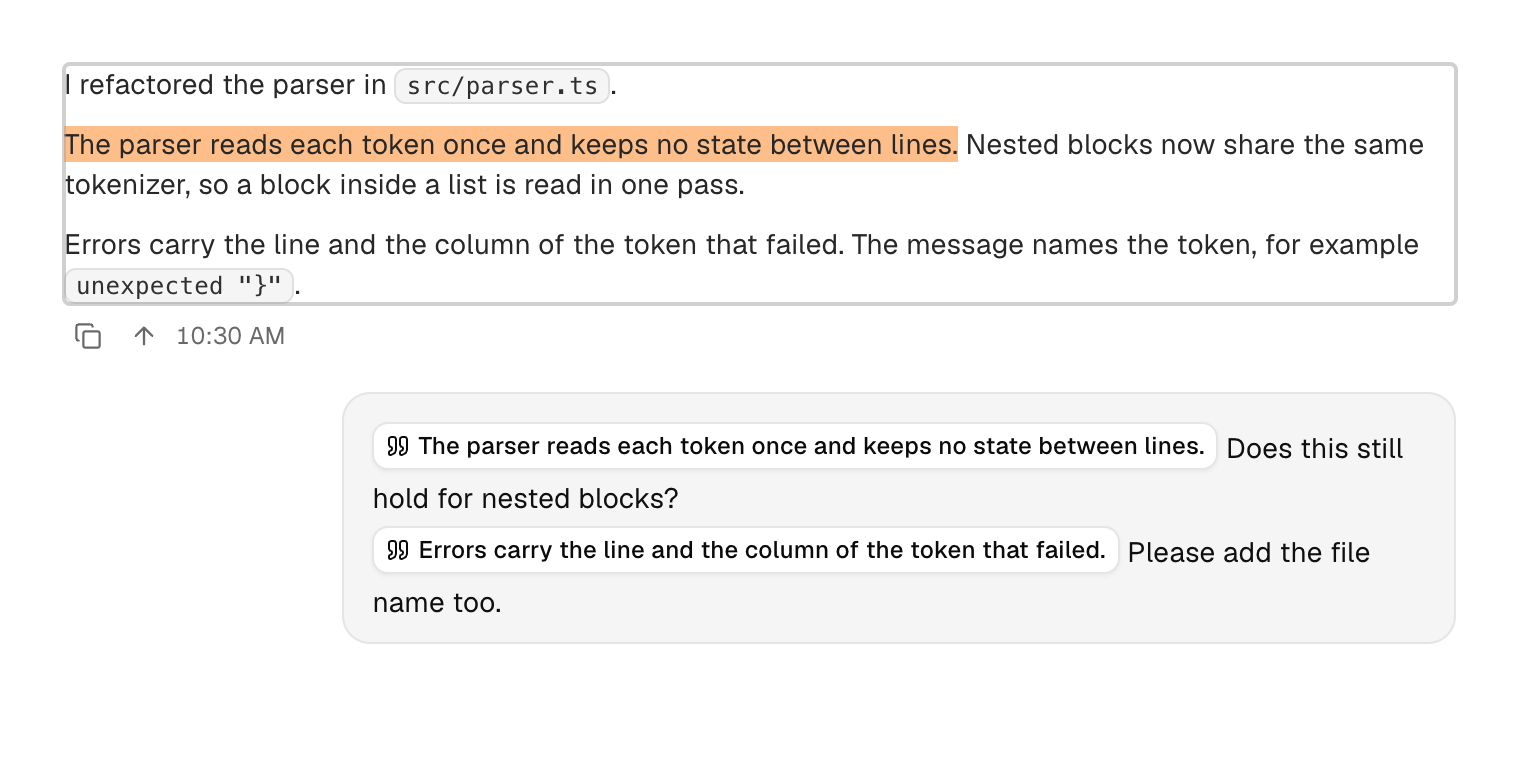 I refactored the parser in src/parser.ts.
The parser reads each token once and keeps no state between lines. Nested blocks now share the same
tokenizer, so a block inside a list is read in one pass.
Errors carry the line and the column of the token that failed. The message names the token, for example
unexpected "}".
10:30 AM
The parser reads each token once and keeps no state between lines. Does this still
hold for nested blocks?
Errors carry the line and the column of the token that failed. Please add the file
name too.